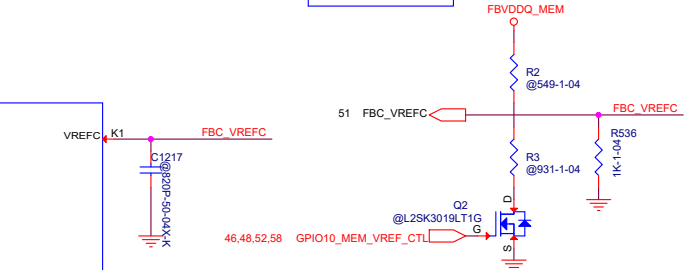 FBVDDQ_MEM
R2
@549-1-04
51 FBC_VREFC
FBC_VREFC
VREFC K1 FBC_VREFC
R536
1K-1-04
C1217
@820P-50-04X-K
R3
@931-1-04
D
Q2
@L2SK3019LT1G
G
46,48,52,58 GPIO10_MEM_VREF_CTL
S